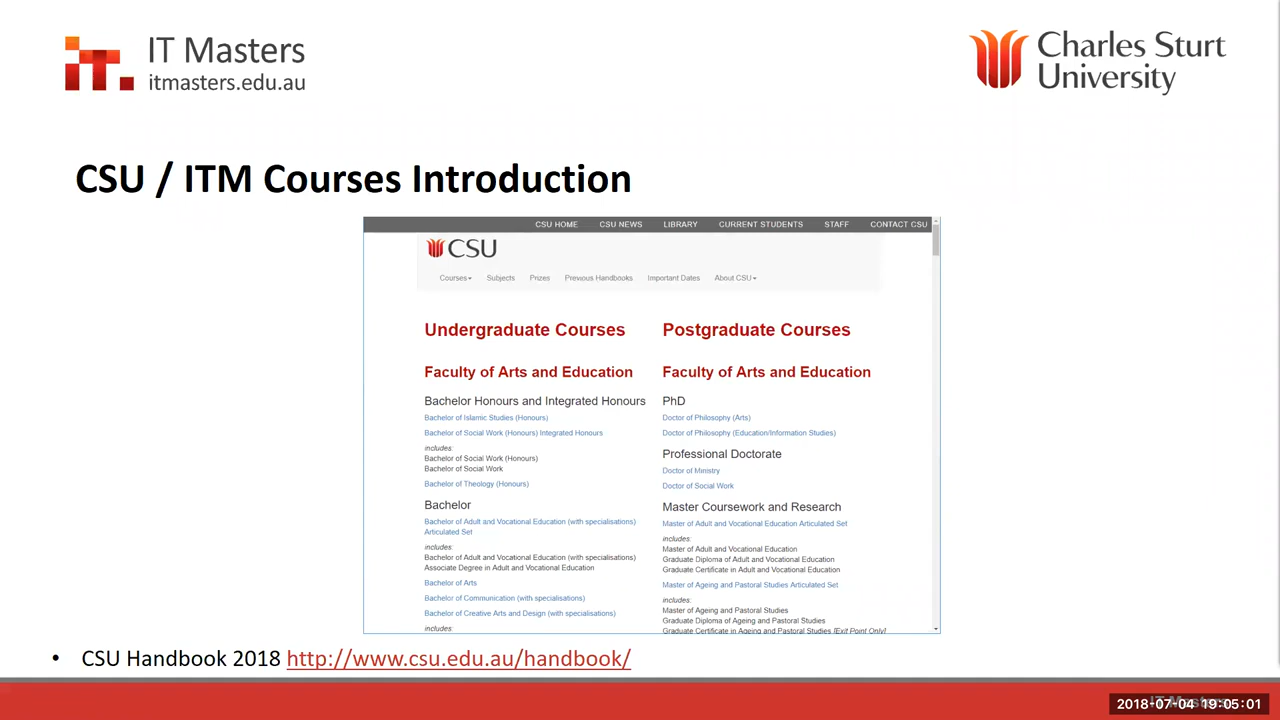 IT Masters
itmasters.edu.au
Charles Sturt
University
CSU / ITM Courses Introduction
CSU HOME CSU NEWS LIBRARY CURRENT STUDENTS STAFF CONTACT CSU
CSU
Courses Subjects Prizes Previous Handbooks Important Dates About CSU
Undergraduate Courses
Faculty of Arts and Education
Bachelor Honours and Integrated Honours
Bachelor of Islamic Studies (Honours)
Bachelor of Social Work (Honours) Integrated Honours
includes:
Bachelor of Social Work (Honours)
Bachelor of Social Work
Bachelor of Theology (Honours)
Bachelor
Bachelor of Adult and Vocational Education (with specialisations)
Articulated Set
includes:
Bachelor of Adult and Vocational Education (with specialisations)
Associate Degree in Adult and Vocational Education
Bachelor of Arts
Bachelor of Communication (with specialisations)
Bachelor of Creative Arts and Design (with specialisations)
includes:
Postgraduate Courses
Faculty of Arts and Education
PhD
Doctor of Philosophy (Arts)
Doctor of Philosophy (Education/Information Studies)
Professional Doctorate
Doctor of Ministry
Doctor of Social Work
Master Coursework and Research
Master of Adult and Vocational Education Articulated Set
includes:
Master of Adult and Vocational Education
Graduate Diploma of Adult and Vocational Education
Graduate Certificate in Adult and Vocational Education
Master of Ageing and Pastoral Studies Articulated Set
includes:
Master of Ageing and Pastoral Studies
Graduate Diploma of Ageing and Pastoral Studies
Graduate Certificate in Ageing and Pastoral Studies [Exit Point Only]
• CSU Handbook 2018 http://www.csu.edu.au/handbook/
2018-07-04 19:05:01